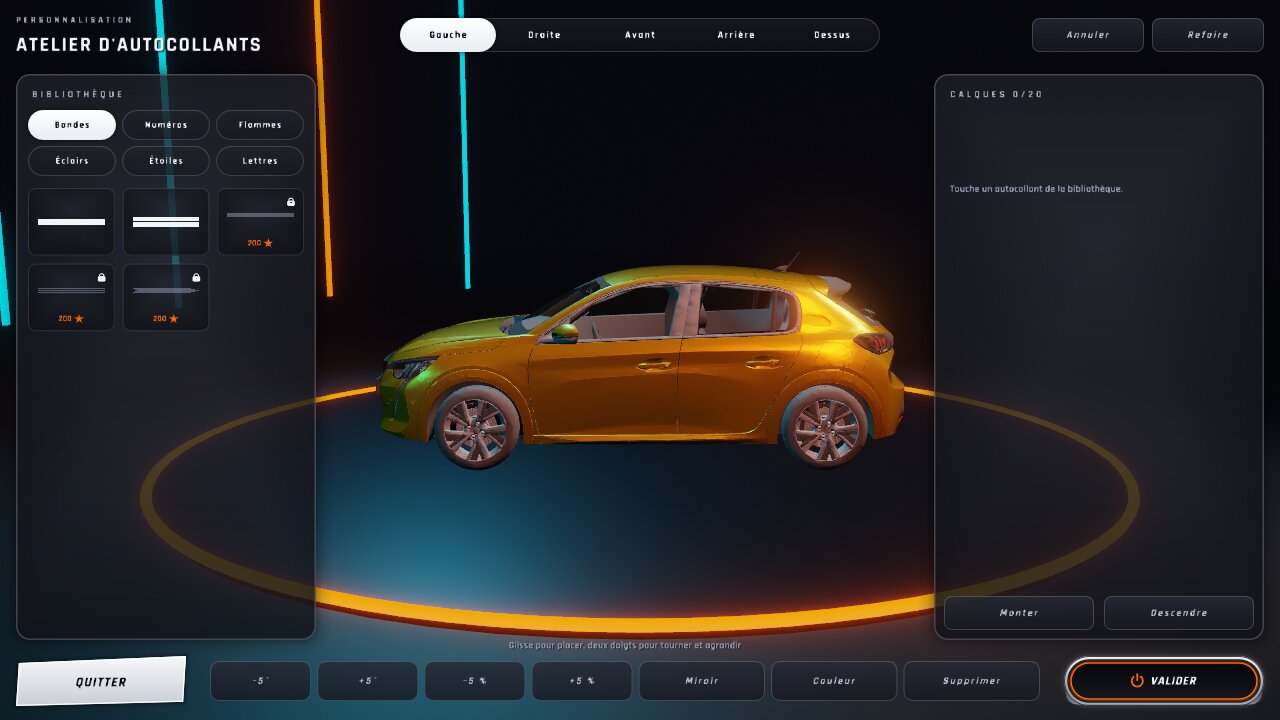 PERSONNALISATION
ATELIER D'AUTOCOLLANTS
Gauche
Droite
Avant
Arrière
Dessus
Annuler
Refaire
BIBLIOTHÈQUE
Bandes
Numéros
Flammes
Éclairs
Étoiles
Lettres
200 ★
200 ★
200 ★
CALQUES 0/20
Touche un autocollant de la bibliothèque.
Monter
Descendre
Glisse pour placer, deux doigts pour tourner et agrandir
QUITTER
-5°
+5°
-5 %
+5 %
Miroir
Couleur
Supprimer
VALIDER